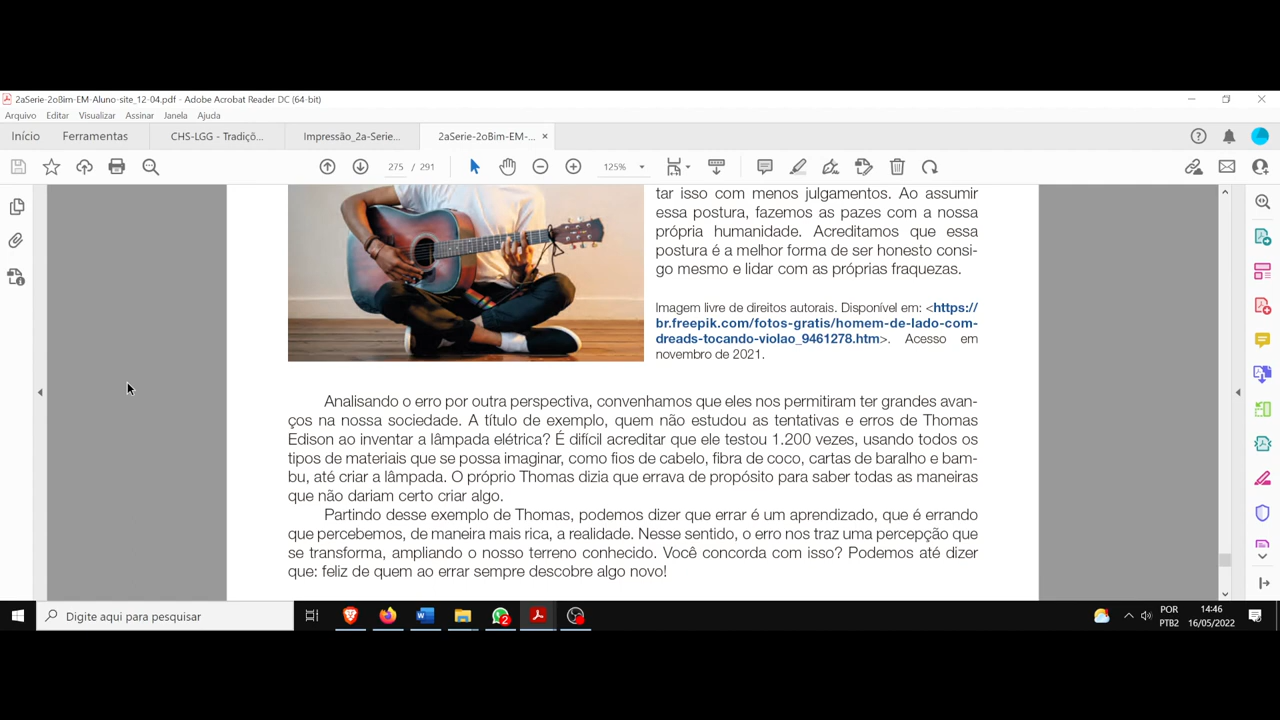 2aSerie-2oBim-EM-Aluno-site_12-04.pdf - Adobe Acrobat Reader DC (64-bit)
Arquivo Editar Visualizar Assinar Janela Ajuda
Início Ferramentas CHS-LGG - Tradiçõ... Impressão_2a-Serie... 2aSerie-2oBim-EM-... ×
275 / 291 125%
tar isso com menos julgamentos. Ao assumir
essa postura, fazemos as pazes com a nossa
própria humanidade. Acreditamos que essa
postura é a melhor forma de ser honesto consi-
go mesmo e lidar com as próprias fraquezas.
Imagem livre de direitos autorais. Disponível em: <https://
br.freepik.com/fotos-gratis/homem-de-lado-com-
dreads-tocando-violao_9461278.htm>. Acesso em
novembro de 2021.
Analisando o erro por outra perspectiva, convenhamos que eles nos permitiram ter grandes avan-
ços na nossa sociedade. A título de exemplo, quem não estudou as tentativas e erros de Thomas
Edison ao inventar a lâmpada elétrica? É difícil acreditar que ele testou 1.200 vezes, usando todos os
tipos de materiais que se possa imaginar, como fios de cabelo, fibra de coco, cartas de baralho e bam-
bu, até criar a lâmpada. O próprio Thomas dizia que errava de propósito para saber todas as maneiras
que não dariam certo criar algo.
Partindo desse exemplo de Thomas, podemos dizer que errar é um aprendizado, que é errando
que percebemos, de maneira mais rica, a realidade. Nesse sentido, o erro nos traz uma percepção que
se transforma, ampliando o nosso terreno conhecido. Você concorda com isso? Podemos até dizer
que: feliz de quem ao errar sempre descobre algo novo!
Digite aqui para pesquisar
2
POR
PTB2
14:46
16/05/2022